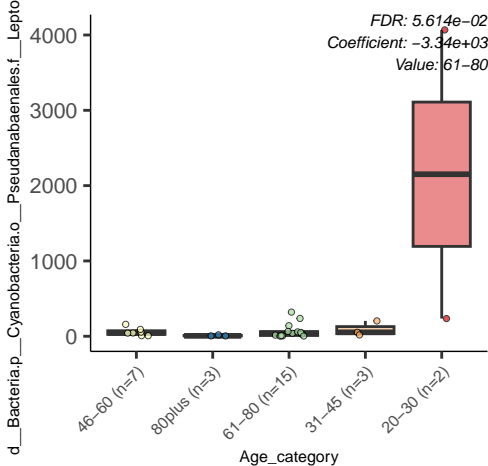 FDR: 5.614e−02
Coefficient: −3.34e+03
Value: 61−80
d__Bacteria.p__Cyanobacteria.o__Pseudanabaenales.f__Lepto
4000
3000
2000
1000
0
46−60 (n=7)
80plus (n=3)
61−80 (n=15)
31−45 (n=3)
20−30 (n=2)
Age_category